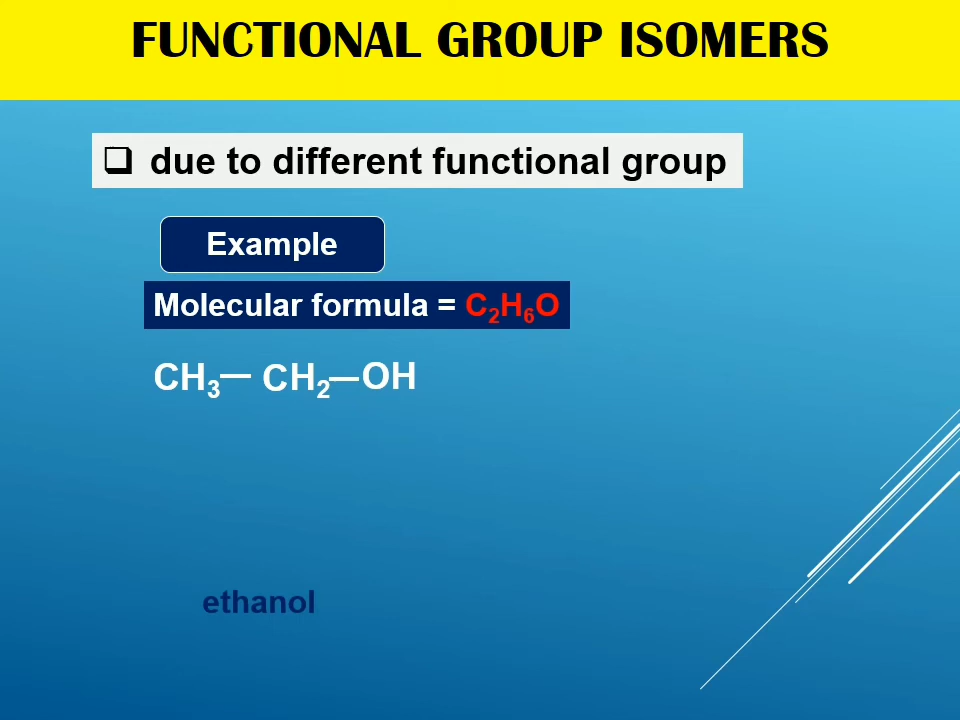 FUNCTIONAL GROUP ISOMERS
❑ due to different functional group
Example
Molecular formula = C₂H₆O
CH₃— CH₂—OH
ethanol